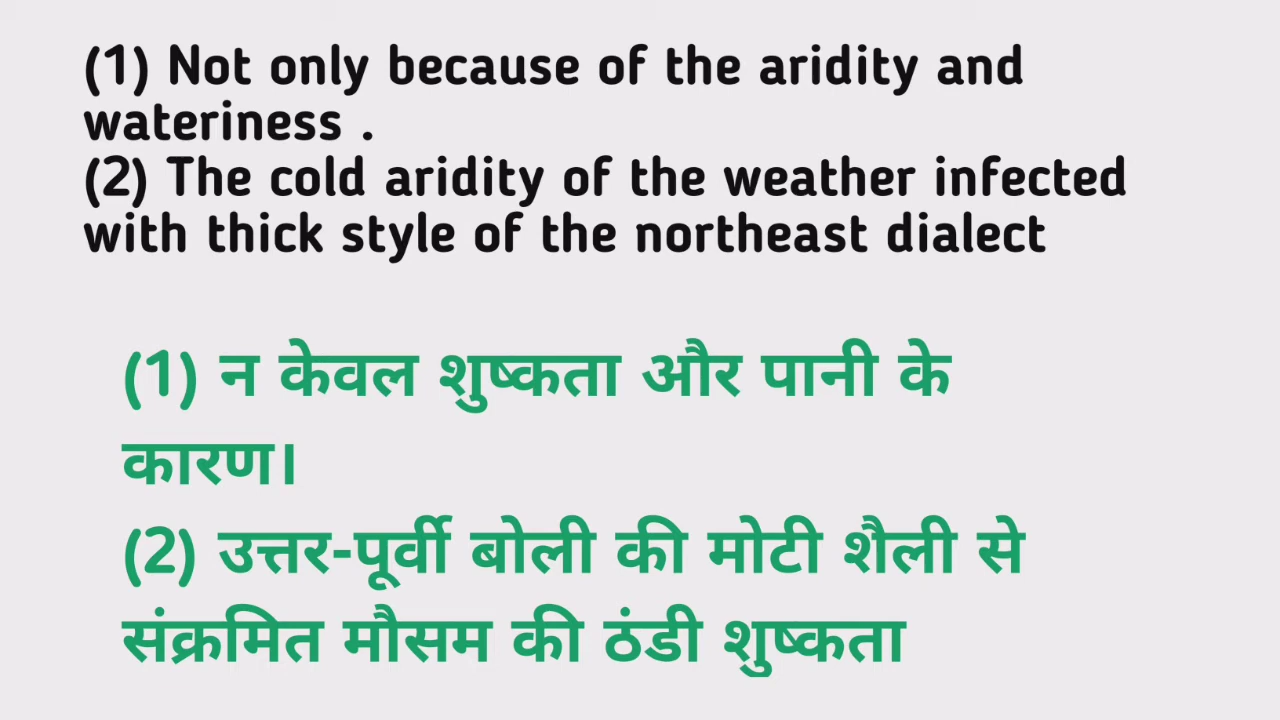 (1) Not only because of the aridity and
wateriness .
(2) The cold aridity of the weather infected
with thick style of the northeast dialect
(1) न केवल शुष्कता और पानी के
कारण।
(2) उत्तर-पूर्वी बोली की मोटी शैली से
संक्रमित मौसम की ठंडी शुष्कता